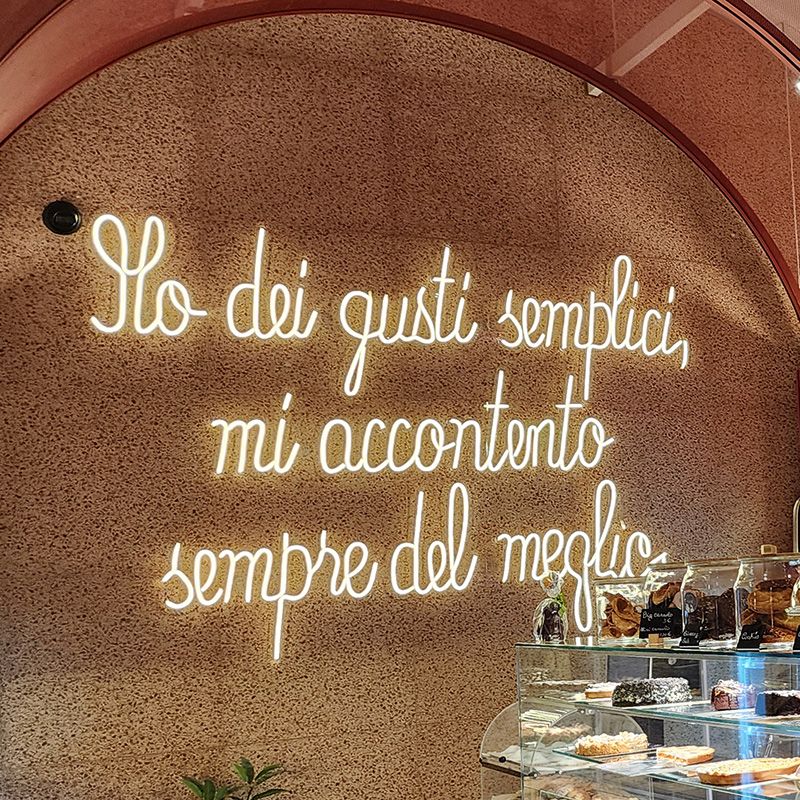 Ho dei gusti semplici,
mi accontento
sempre del meglio.